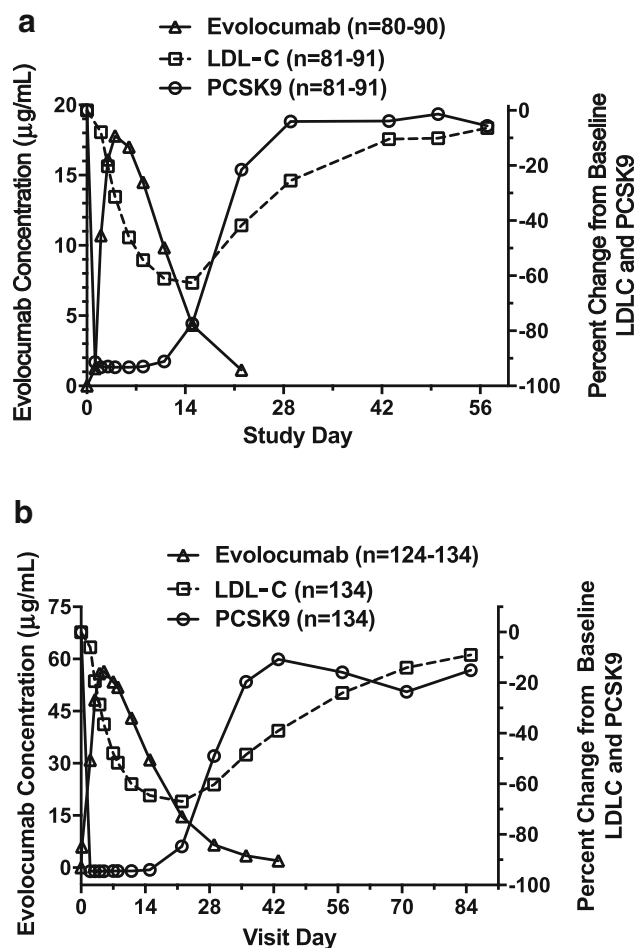 a
Evolocumab (n=80-90)
LDL-C (n=81-91)
PCSK9 (n=81-91)
Evolocumab Concentration (µg/mL)
20
15
10
5
0
0
-20
-40
-60
-80
-100
Percent Change from Baseline
LDLC and PCSK9
0 14 28 42 56
Study Day
b
Evolocumab (n=124-134)
LDL-C (n=134)
PCSK9 (n=134)
Evolocumab Concentration (µg/mL)
75
60
45
30
15
0
0
-20
-40
-60
-80
-100
Percent Change from Baseline
LDLC and PCSK9
0 14 28 42 56 70 84
Visit Day